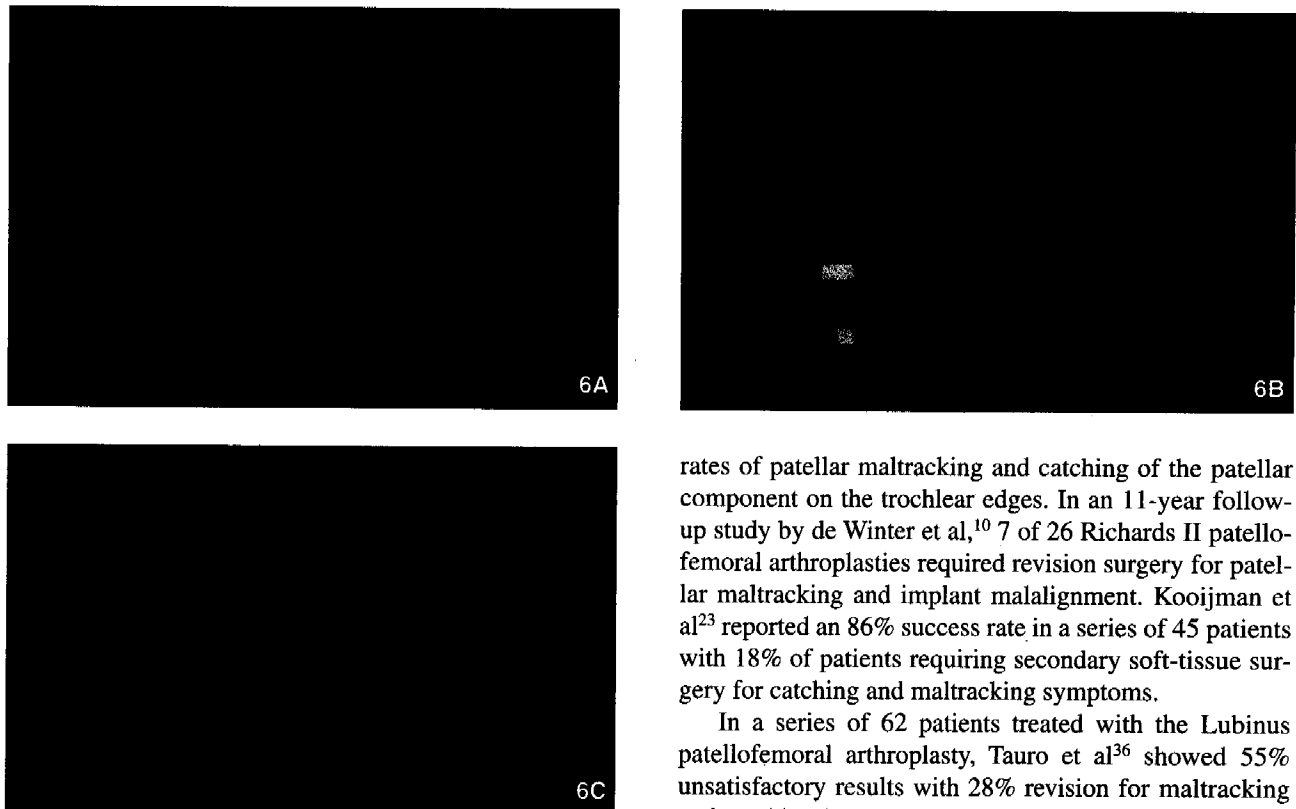 6A
6B
6C
rates of patellar maltracking and catching of the patellar
component on the trochlear edges. In an 11-year follow-
up study by de Winter et al,10 7 of 26 Richards II patello-
femoral arthroplasties required revision surgery for patel-
lar maltracking and implant malalignment. Kooijman et
al23 reported an 86% success rate in a series of 45 patients
with 18% of patients requiring secondary soft-tissue sur-
gery for catching and maltracking symptoms.
In a series of 62 patients treated with the Lubinus
patellofemoral arthroplasty, Tauro et al36 showed 55%
unsatisfactory results with 28% revision for maltracking